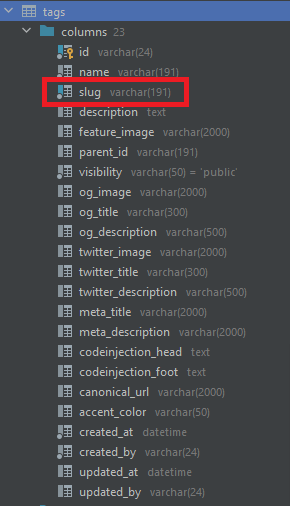 tags
columns 23
id varchar(24)
name varchar(191)
slug varchar(191)
description text
feature_image varchar(2000)
parent_id varchar(191)
visibility varchar(50) = 'public'
og_image varchar(2000)
og_title varchar(300)
og_description varchar(500)
twitter_image varchar(2000)
twitter_title varchar(300)
twitter_description varchar(500)
meta_title varchar(2000)
meta_description varchar(2000)
codeinjection_head text
codeinjection_foot text
canonical_url varchar(2000)
accent_color varchar(50)
created_at datetime
created_by varchar(24)
updated_at datetime
updated_by varchar(24)